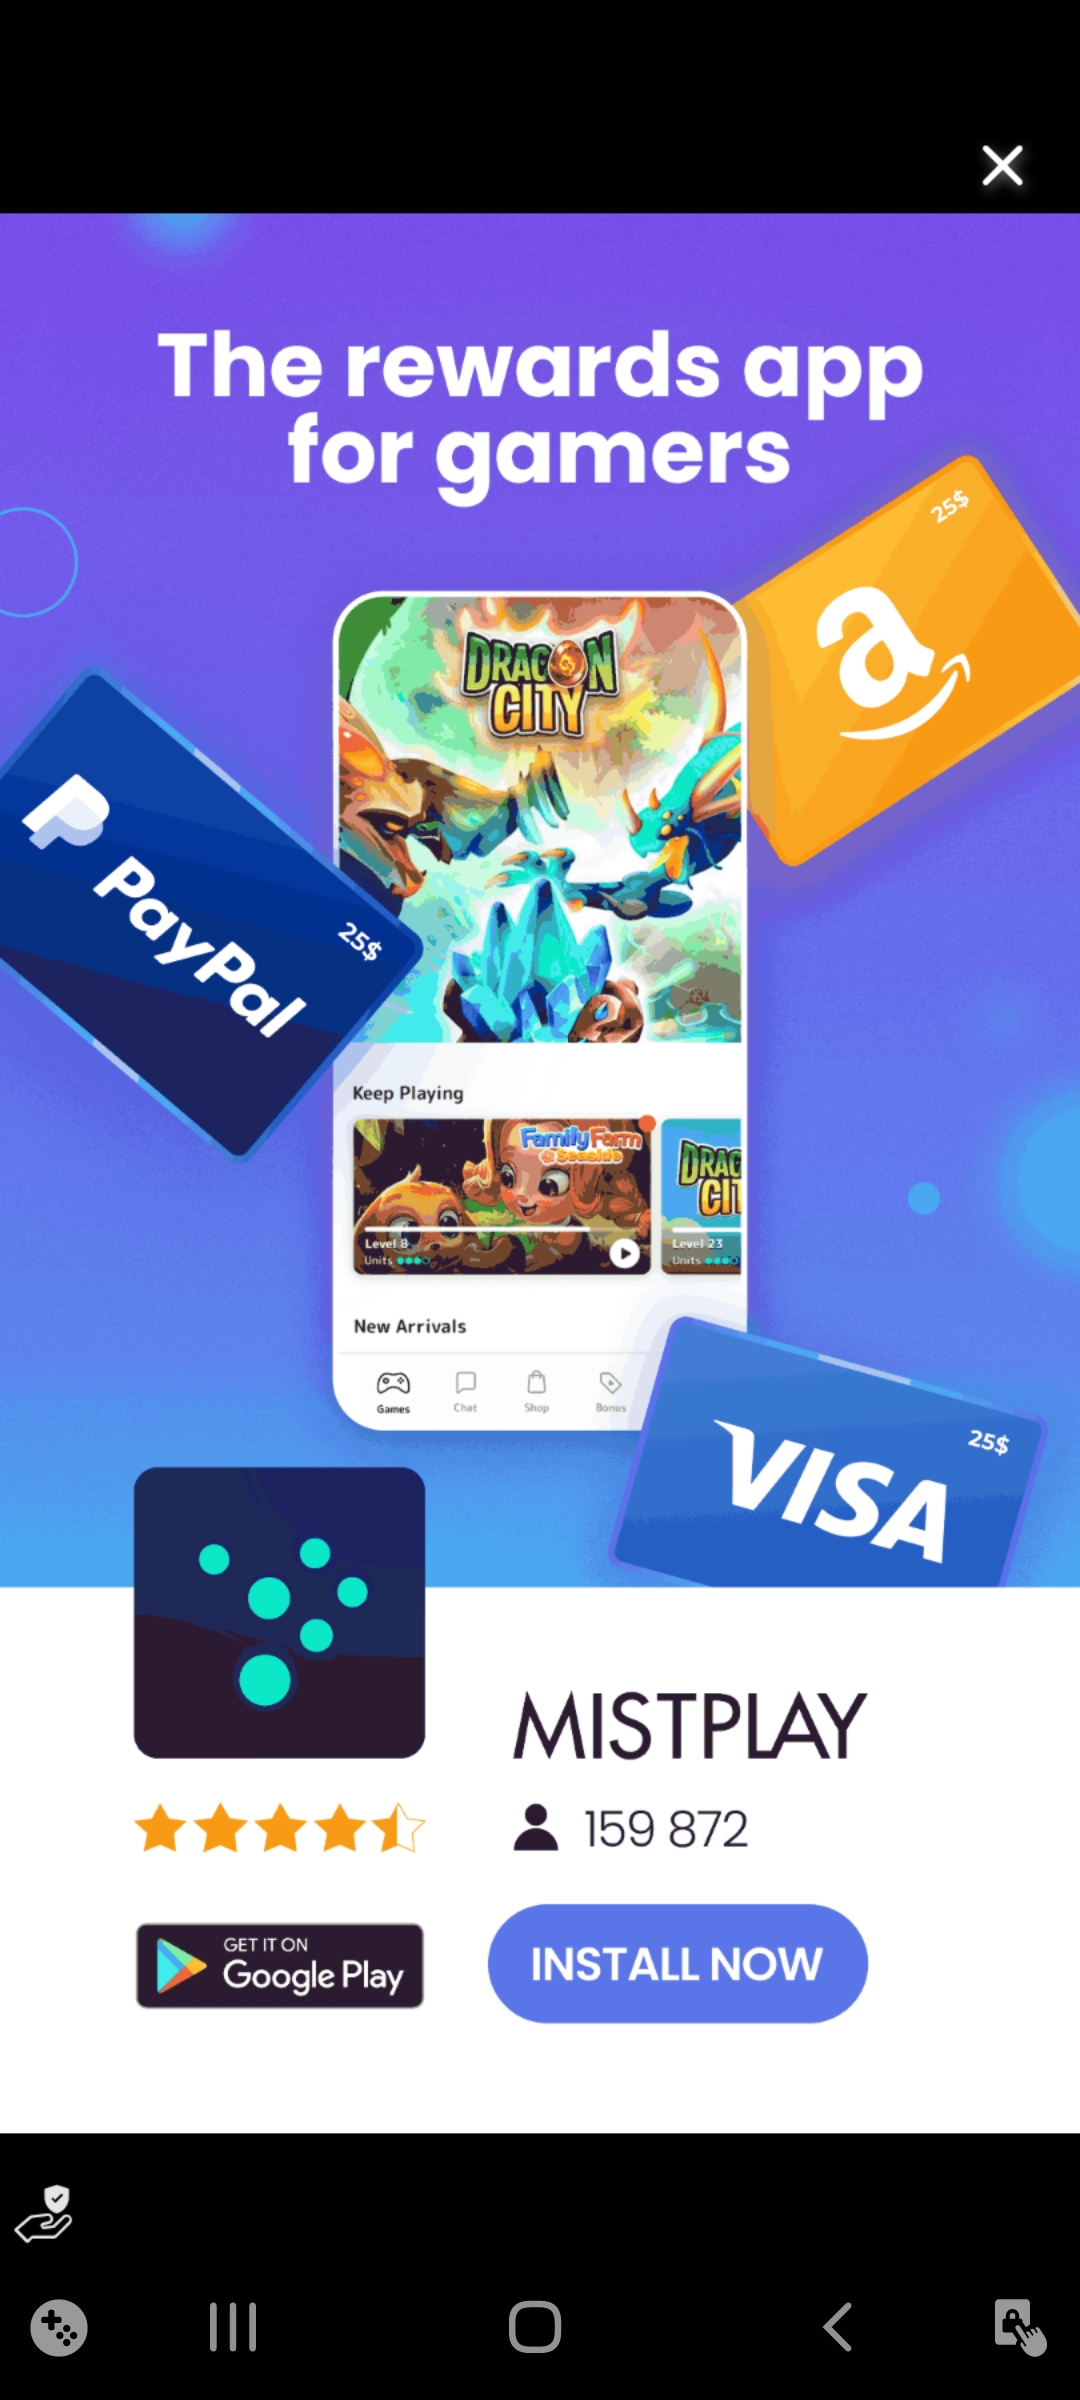 The rewards app
for gamers
25$
a
DRAGON
CITY
PayPal
25$
Keep Playing
Family Farm
Seaside
Level 8
Units
DRAG
CIT
Level 23
Units
New Arrivals
Games
Chat
Shop
Bonus
25$
VISA
MISTPLAY
159 872
GET IT ON
Google Play
INSTALL NOW